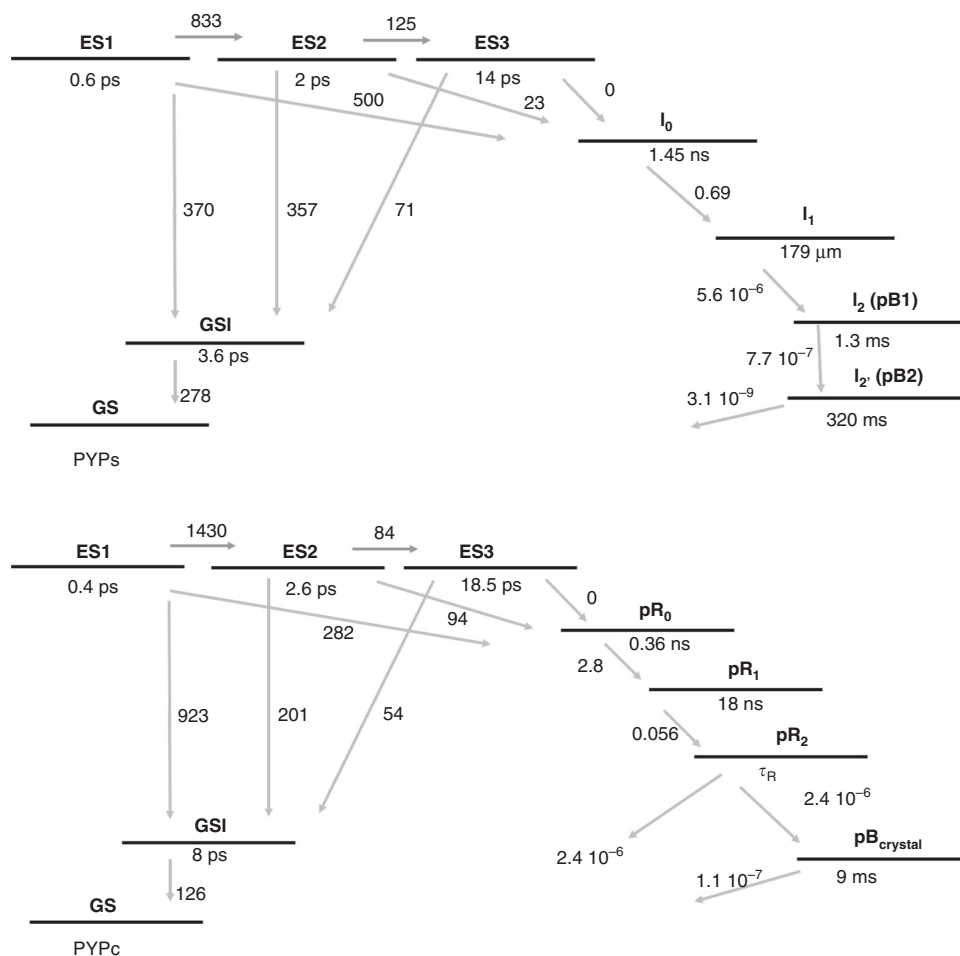 833
125
ES1
ES2
ES3
0.6 ps
2 ps
14 ps
500
23
0
I0
1.45 ns
0.69
370
357
71
I1
179 μm
5.6 10–6
I2 (pB1)
1.3 ms
7.7 10–7
GSI
3.6 ps
I2' (pB2)
3.1 10–9
320 ms
278
GS
PYPs
1430
84
ES1
ES2
ES3
0.4 ps
2.6 ps
18.5 ps
0
94
282
pR0
0.36 ns
2.8
pR1
18 ns
923
201
54
0.056
pR2
τR
2.4 10–6
GSI
8 ps
2.4 10–6
pBcrystal
9 ms
1.1 10–7
126
GS
PYPc